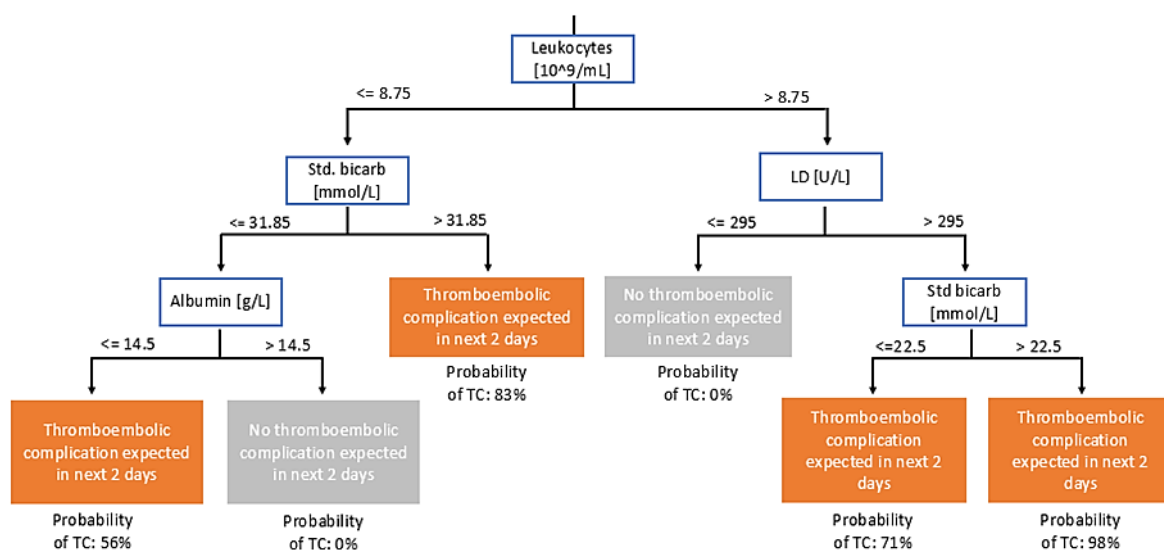 Leukocytes
[10^9/mL]
<= 8.75
> 8.75
Std. bicarb
[mmol/L]
LD [U/L]
<= 31.85
> 31.85
<= 295
> 295
Albumin [g/L]
Thromboembolic
complication expected
in next 2 days
No thromboembolic
complication expected
in next 2 days
Std bicarb
[mmol/L]
<= 14.5
> 14.5
Probability
of TC: 83%
Probability
of TC: 0%
<=22.5
> 22.5
Thromboembolic
complication expected
in next 2 days
No thromboembolic
complication expected
in next 2 days
Thromboembolic
complication
expected in next 2
days
Thromboembolic
complication
expected in next 2
days
Probability
of TC: 56%
Probability
of TC: 0%
Probability
of TC: 71%
Probability
of TC: 98%